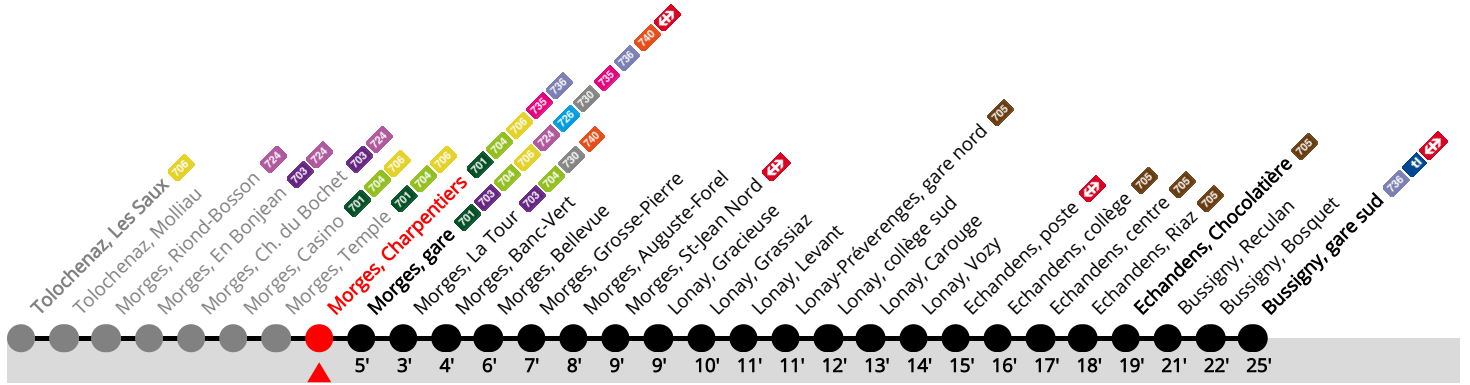 Tolochenaz, Les Saux 706
Tolochenaz, Molliau
Morges, Riond-Bosson 724
Morges, En Bonjean 703 724
Morges, Ch. du Bochet 703 724
Morges, Casino 701 704 706
Morges, Temple 701 704 706
Morges, Charpentiers 701 704 706 735 736
Morges, gare 701 703 704 706 724 726 730 735 736 740
Morges, La Tour 703 704 730 740
Morges, Banc-Vert
Morges, Bellevue
Morges, Grosse-Pierre
Morges, Auguste-Forel
Morges, St-Jean Nord
Lonay, Gracieuse
Lonay, Grassiaz
Lonay, Levant
Lonay-Préverenges, gare nord 705
Lonay, collège sud
Lonay, Carouge
Lonay, Vozy
Echandens, poste
Echandens, collège 705
Echandens, centre 705
Echandens, Riaz 705
Echandens, Chocolatière 705
Bussigny, Reculan
Bussigny, Bosquet
Bussigny, gare sud 736 tl
5' 3' 4' 6' 7' 8' 9' 9' 10' 11' 11' 12' 13' 14' 15' 16' 17' 18' 19' 21' 22' 25'